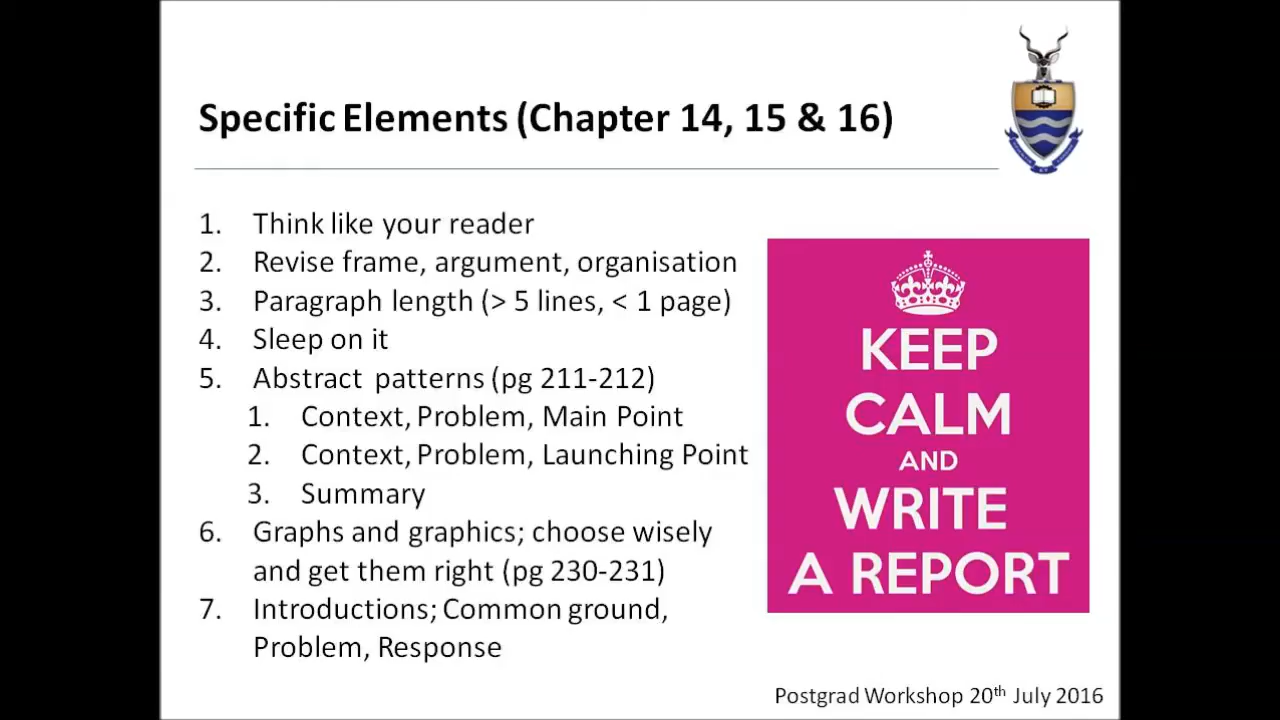 Specific Elements (Chapter 14, 15 & 16)
1. Think like your reader
2. Revise frame, argument, organisation
3. Paragraph length (> 5 lines, < 1 page)
4. Sleep on it
5. Abstract patterns (pg 211-212)
1. Context, Problem, Main Point
2. Context, Problem, Launching Point
3. Summary
6. Graphs and graphics; choose wisely
and get them right (pg 230-231)
7. Introductions; Common ground,
Problem, Response
KEEP
CALM
AND
WRITE
A REPORT
Postgrad Workshop 20th July 2016